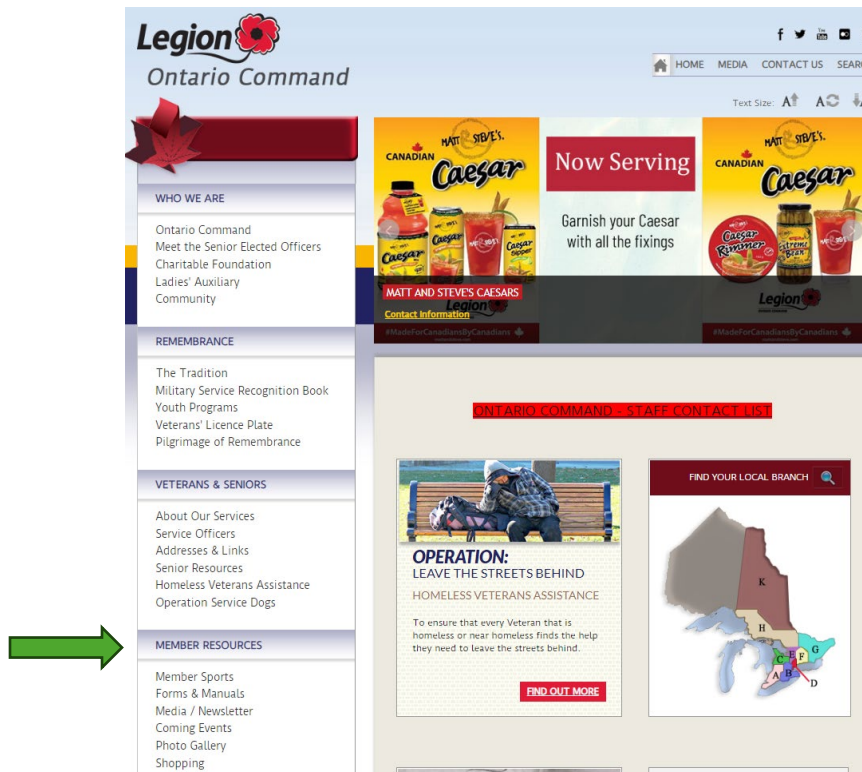 Legion
Ontario Command
HOME MEDIA CONTACT US
Text Size: A A A
WHO WE ARE
Ontario Command
Meet the Senior Elected Officers
Charitable Foundation
Ladies' Auxiliary
Community
REMEMBRANCE
The Tradition
Military Service Recognition Book
Youth Programs
Veterans' Licence Plate
Pilgrimage of Remembrance
VETERANS & SENIORS
About Our Services
Service Officers
Addresses & Links
Senior Resources
Homeless Veterans Assistance
Operation Service Dogs
MEMBER RESOURCES
Member Sports
Forms & Manuals
Media / Newsletter
Coming Events
Photo Gallery
Shopping
MATT & STEVE'S.
CANADIAN
Caesar
Now Serving
Garnish your Caesar
with all the fixings
MATT & STEVE'S.
CANADIAN
Caesar
Caesar
Rimmer
Extreme
Bean
MATT AND STEVE'S CAESARS
Legion
Contact Information
#MadeForCanadiansByCanadians
Legion
#MadeForCanadiansByCanadians
ONTARIO COMMAND - STAFF CONTACT LIST
OPERATION:
LEAVE THE STREETS BEHIND
HOMELESS VETERANS ASSISTANCE
To ensure that every Veteran that is
homeless or near homeless finds the help
they need to leave the streets behind.
FIND OUT MORE
FIND YOUR LOCAL BRANCH
K
H
G
E
F
C
A
B
D